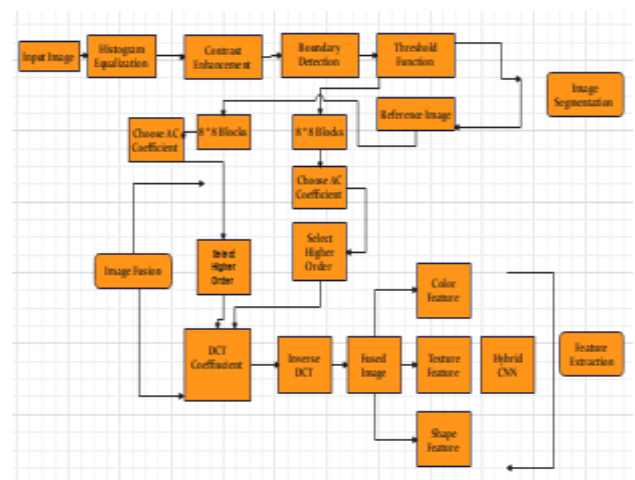 Input Image
Histogram
Equalization
Contrast
Enhancement
Boundary
Detection
Threshold
Function
Image
Segmentation
Reference Image
Choose AC
Coefficient
8*8 Blocks
8*8 Blocks
Choose AC
Coefficient
Select
Higher
Order
Select
Higher
Order
Image Fusion
Color
Feature
DCT
Coefficient
Inverse
DCT
Fused
Image
Texture
Feature
Hybrid
CNN
Feature
Extraction
Shape
Feature